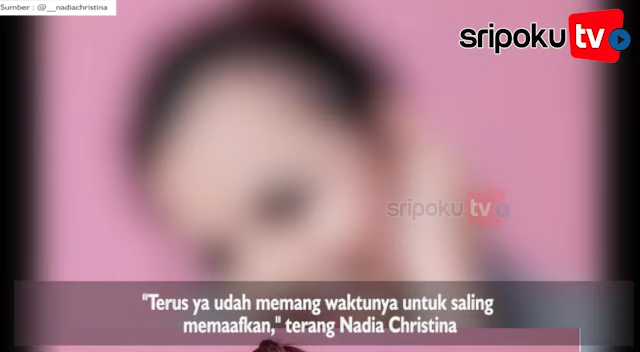 Sumber : @__nadiachristina
sripoku tv
sripoku tv
"Terus ya udah memang waktunya untuk saling
memaafkan," terang Nadia Christina